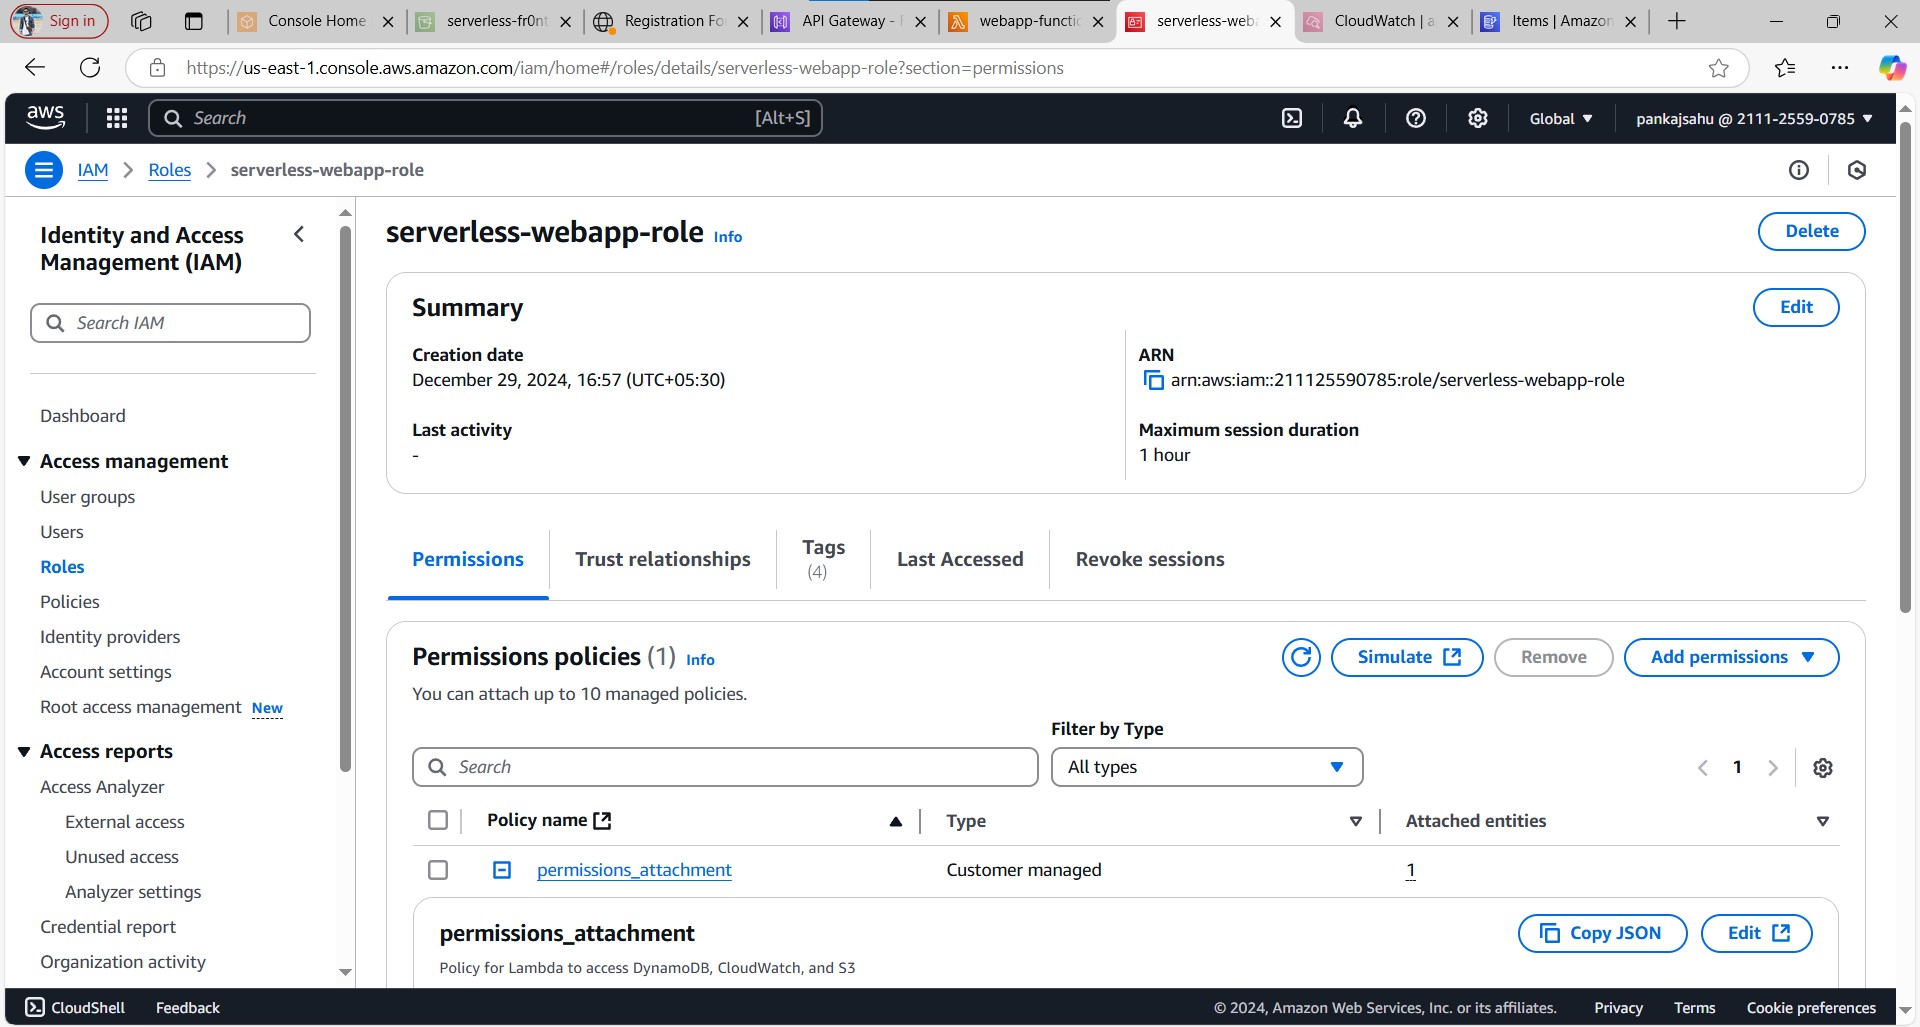 Sign in
Console Home
serverless-fr0nt
Registration Fo
API Gateway -
webapp-functio
serverless-web
CloudWatch | a
Items | Amazon
https://us-east-1.console.aws.amazon.com/iam/home#/roles/details/serverless-webapp-role?section=permissions
aws
Search
[Alt+S]
Global
pankajsahu @ 2111-2559-0785
IAM
Roles
serverless-webapp-role
Identity and Access
Management (IAM)
Search IAM
Dashboard
Access management
User groups
Users
Roles
Policies
Identity providers
Account settings
Root access management New
Access reports
Access Analyzer
External access
Unused access
Analyzer settings
Credential report
Organization activity
serverless-webapp-role Info
Delete
Summary
Edit
Creation date
December 29, 2024, 16:57 (UTC+05:30)
ARN
arn:aws:iam::211125590785:role/serverless-webapp-role
Last activity
-
Maximum session duration
1 hour
Permissions
Trust relationships
Tags
(4)
Last Accessed
Revoke sessions
Permissions policies (1) Info
You can attach up to 10 managed policies.
Simulate
Remove
Add permissions
Filter by Type
Search
All types
1
Policy name
Type
Attached entities
permissions_attachment
Customer managed
1
permissions_attachment
Policy for Lambda to access DynamoDB, CloudWatch, and S3
Copy JSON
Edit
CloudShell
Feedback
© 2024, Amazon Web Services, Inc. or its affiliates.
Privacy
Terms
Cookie preferences